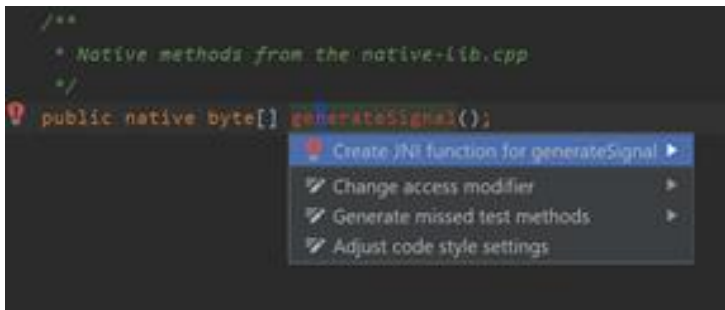 /**
* Native methods from the native-lib.cpp
*/
public native byte[] generateSignal();
Create JNI function for generateSignal
Change access modifier
Generate missed test methods
Adjust code style settings